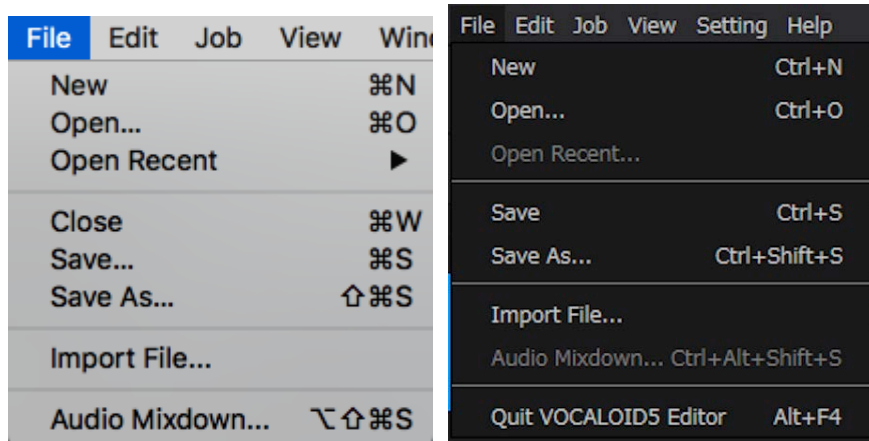 File Edit Job View Wind
New ⌘N
Open... ⌘O
Open Recent ▶
Close ⌘W
Save... ⌘S
Save As... ⇧⌘S
Import File...
Audio Mixdown... ⌥⇧⌘S
File Edit Job View Setting Help
New Ctrl+N
Open... Ctrl+O
Open Recent...
Save Ctrl+S
Save As... Ctrl+Shift+S
Import File...
Audio Mixdown... Ctrl+Alt+Shift+S
Quit VOCALOID5 Editor Alt+F4